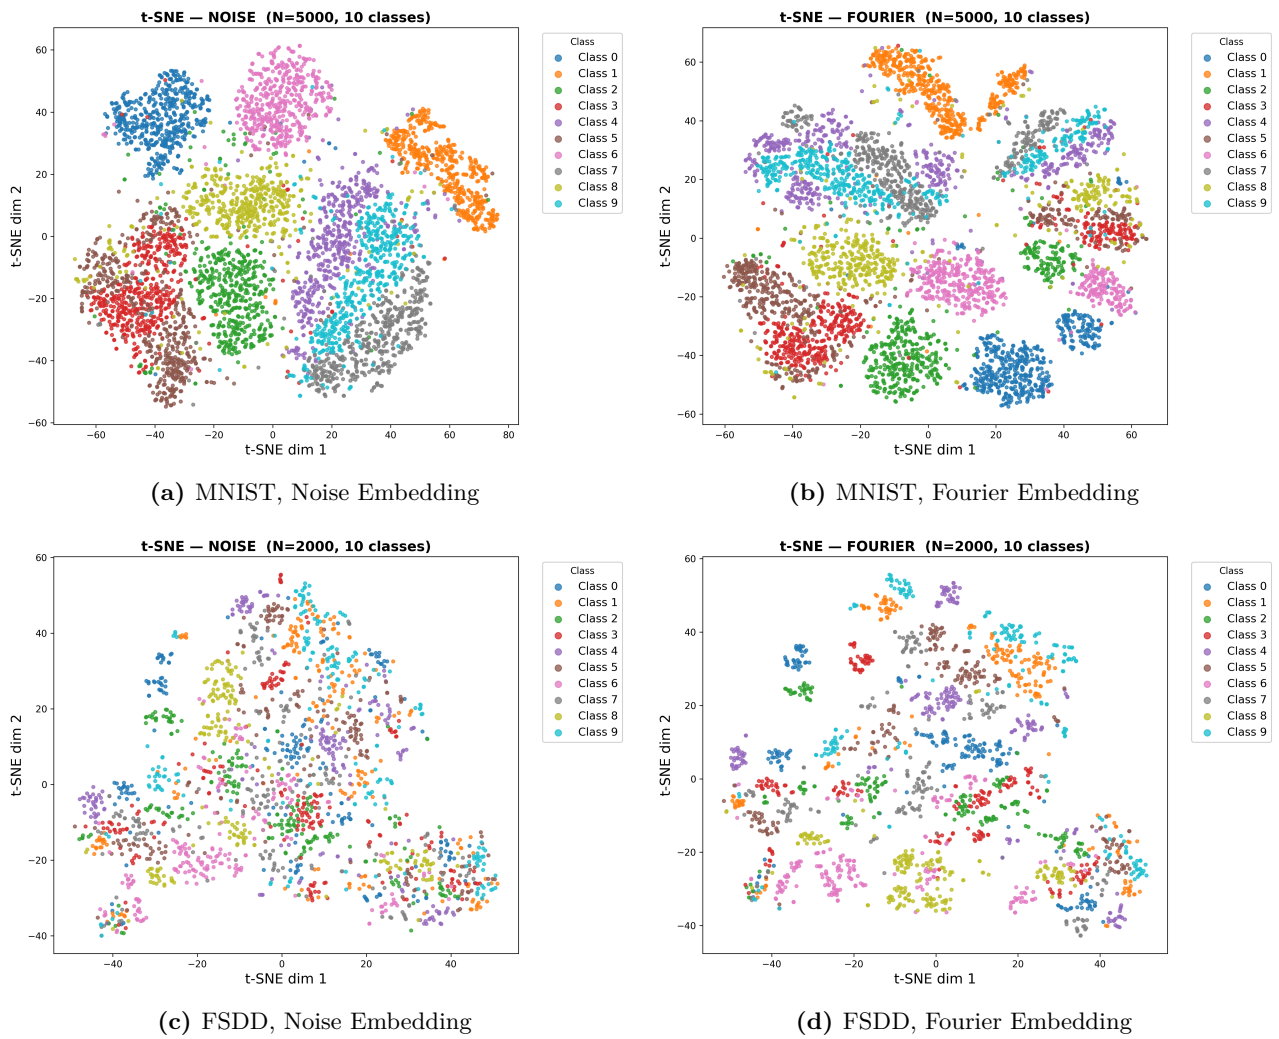 t-SNE — NOISE (N=5000, 10 classes)
t-SNE dim 2
60
40
20
0
−20
−40
−60
−60
−40
−20
0
20
40
60
80
t-SNE dim 1
Class
Class 0
Class 1
Class 2
Class 3
Class 4
Class 5
Class 6
Class 7
Class 8
Class 9
(a) MNIST, Noise Embedding
t-SNE — FOURIER (N=5000, 10 classes)
t-SNE dim 2
60
40
20
0
−20
−40
−60
−60
−40
−20
0
20
40
60
t-SNE dim 1
Class
Class 0
Class 1
Class 2
Class 3
Class 4
Class 5
Class 6
Class 7
Class 8
Class 9
(b) MNIST, Fourier Embedding
t-SNE — NOISE (N=2000, 10 classes)
t-SNE dim 2
60
40
20
0
−20
−40
−40
−20
0
20
40
t-SNE dim 1
Class
Class 0
Class 1
Class 2
Class 3
Class 4
Class 5
Class 6
Class 7
Class 8
Class 9
(c) FSDD, Noise Embedding
t-SNE — FOURIER (N=2000, 10 classes)
t-SNE dim 2
60
40
20
0
−20
−40
−40
−20
0
20
40
t-SNE dim 1
Class
Class 0
Class 1
Class 2
Class 3
Class 4
Class 5
Class 6
Class 7
Class 8
Class 9
(d) FSDD, Fourier Embedding